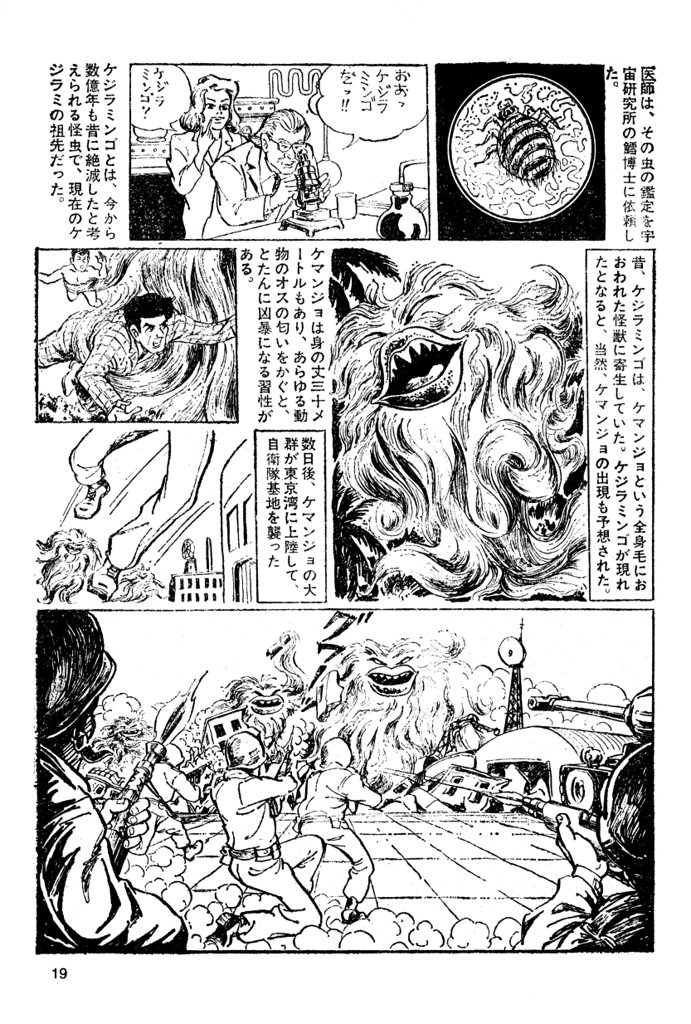 医師は、その虫の鑑定を宇
宙研究所の鱈博士に依頼し
た。
おおっ
ケジラ
ミンゴ
だァ!!
ケジラ
ミンゴ?
ケジラミンゴとは、今から
数億年も昔に絶滅したと考
えられる怪虫で、現在のケ
ジラミの祖先だった。
昔、ケジラミンゴは、ケマンジョという全身毛にお
おわれた怪獣に寄生していた。ケジラミンゴが現れ
たとなると、当然、ケマンジョの出現も予想された。
ケマンジョは身の丈三十メ
ートルもあり、あらゆる動
物のオスの匂いをかぐと、
とたんに凶暴になる習性が
ある。
数日後、ケマンジョの大
群が東京湾に上陸して、
自衛隊基地を襲った
19